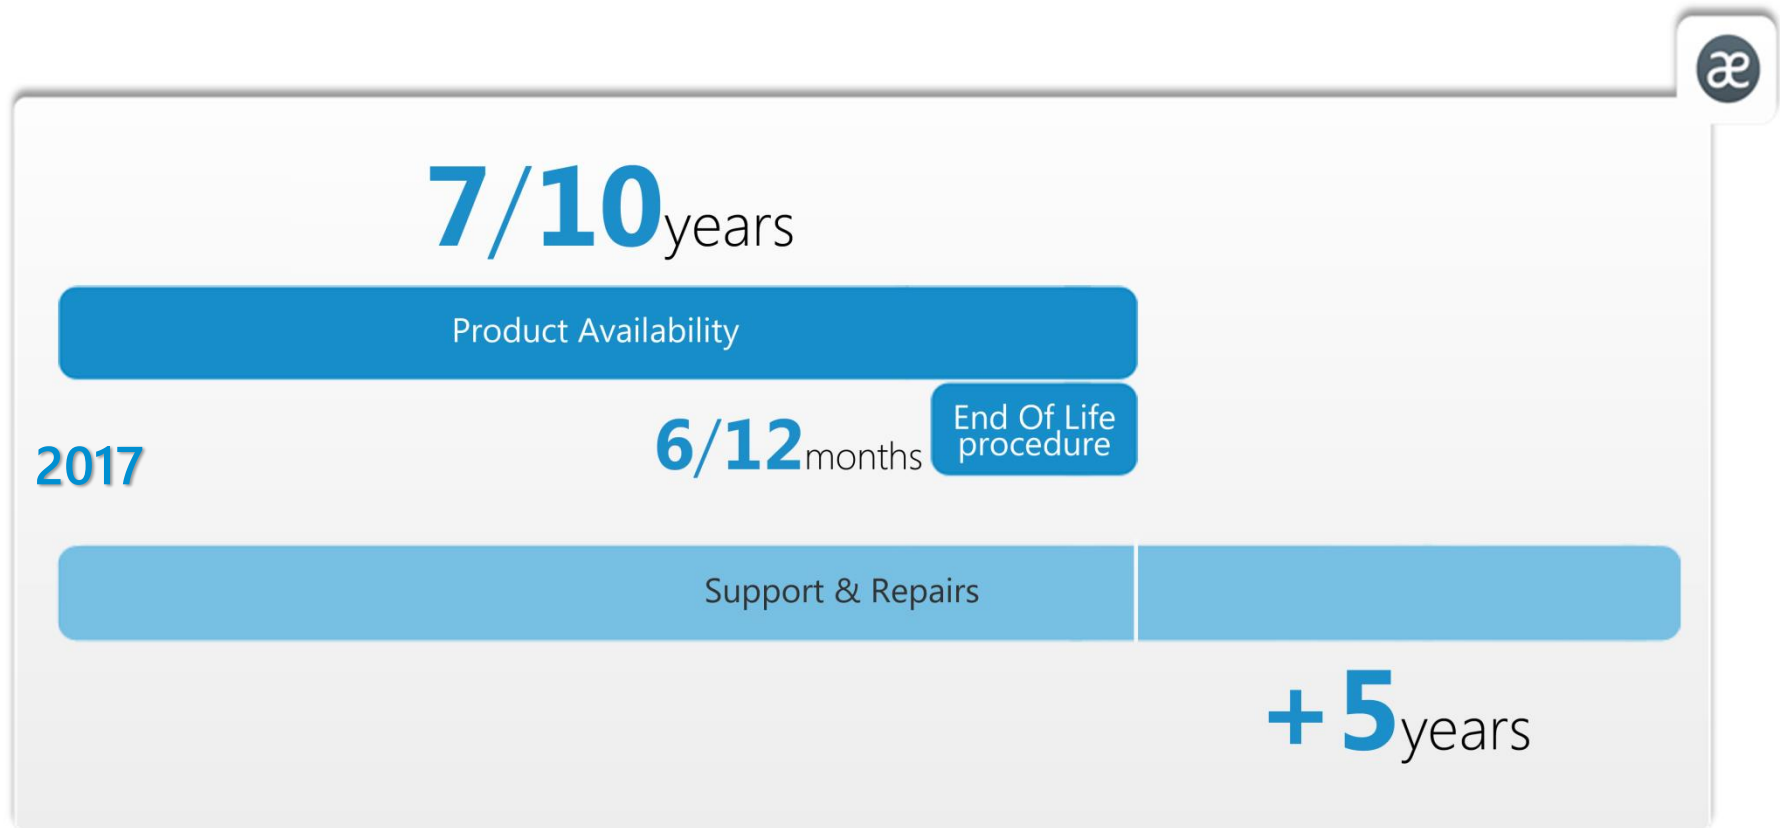 æ
7/10years
Product Availability
End Of Life
procedure
6/12months
2017
Support & Repairs
+5years